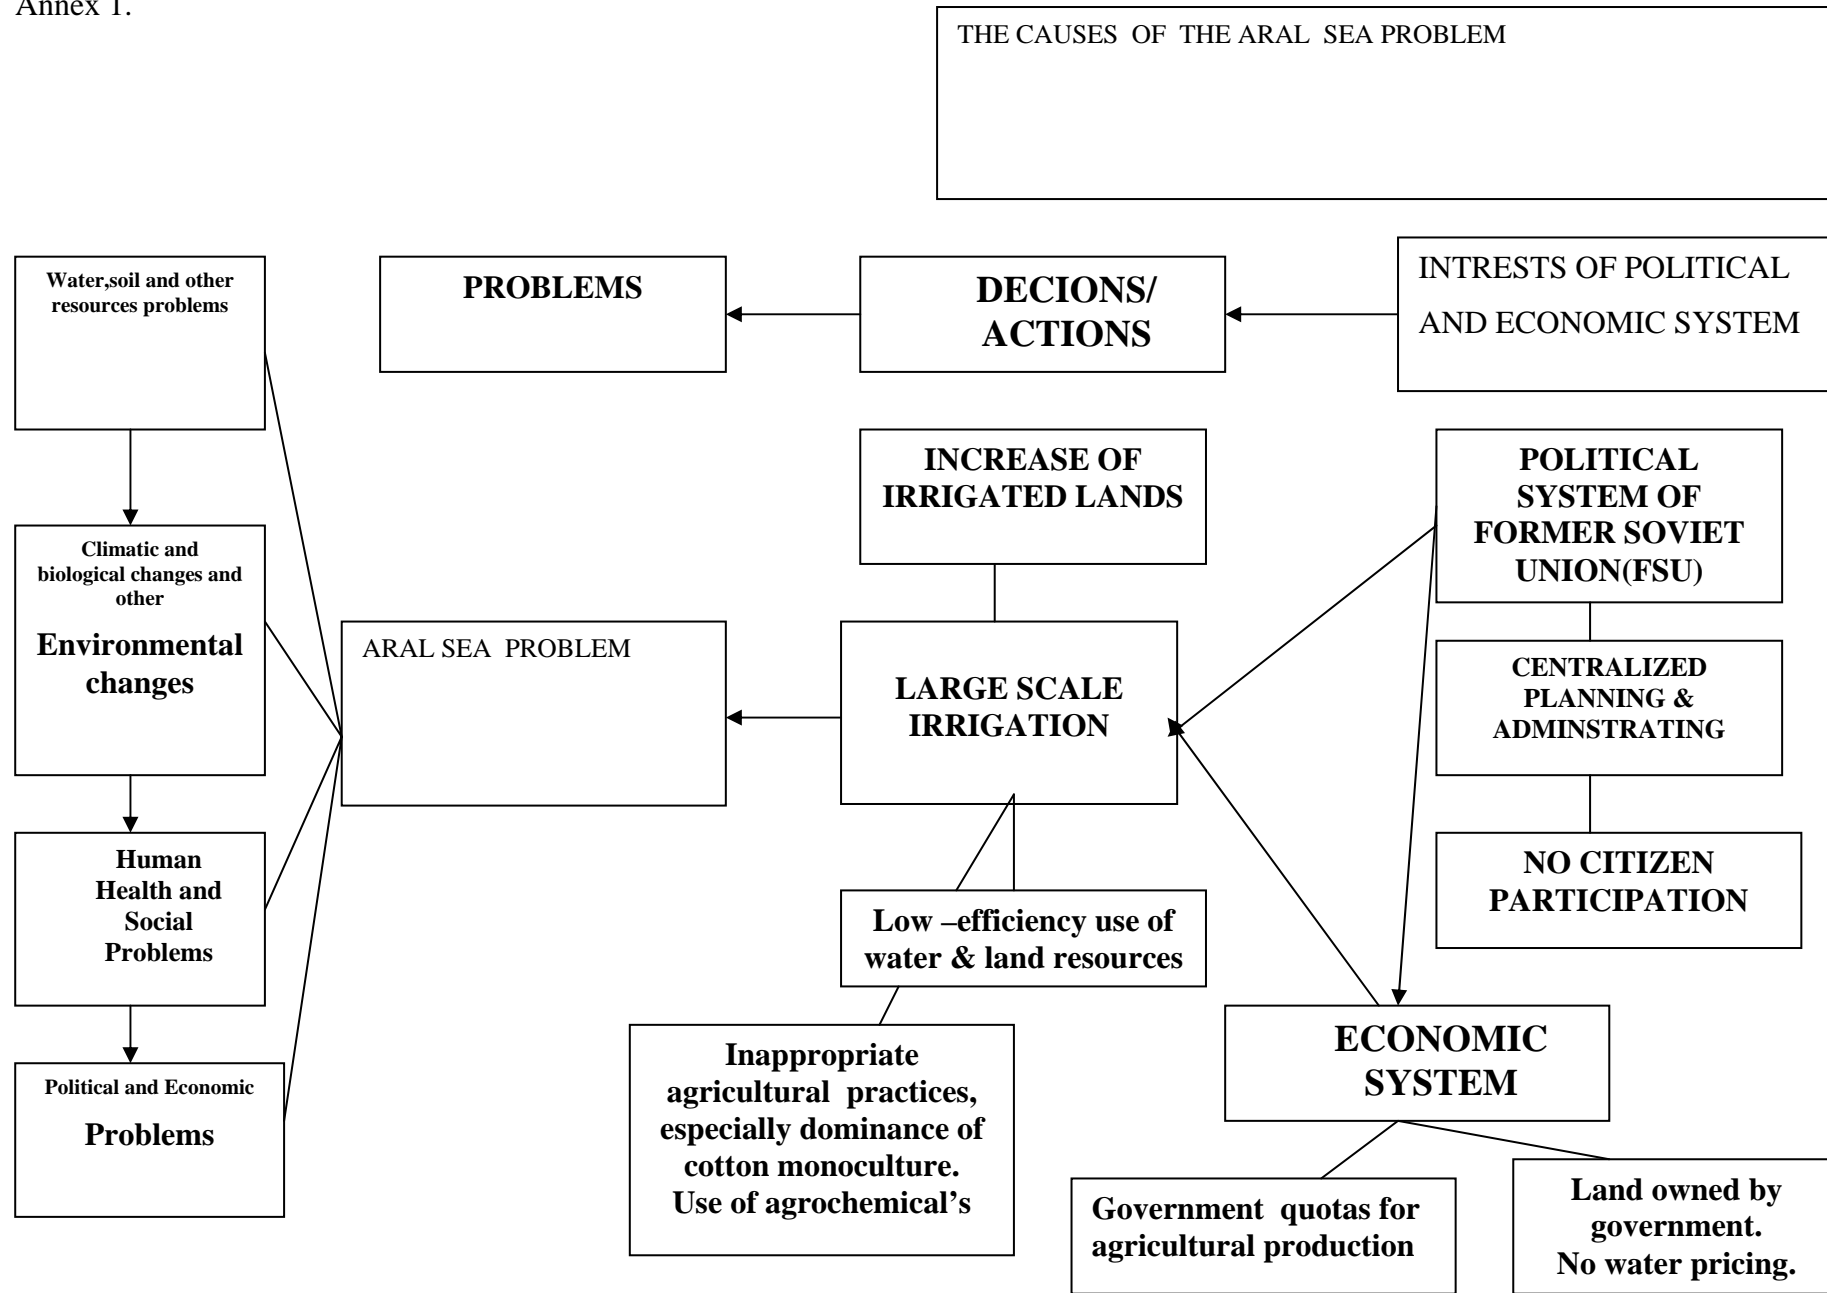 Annex 1.
THE CAUSES OF THE ARAL SEA PROBLEM
Water,soil and other
resources problems
PROBLEMS
DECIONS/
ACTIONS
INTRESTS OF POLITICAL
AND ECONOMIC SYSTEM
INCREASE OF
IRRIGATED LANDS
POLITICAL
SYSTEM OF
FORMER SOVIET
UNION(FSU)
Climatic and
biological changes and
other
Environmental
changes
ARAL SEA PROBLEM
LARGE SCALE
IRRIGATION
CENTRALIZED
PLANNING &
ADMINSTRATING
Human
Health and
Social
Problems
NO CITIZEN
PARTICIPATION
Low –efficiency use of
water & land resources
Political and Economic
Problems
Inappropriate
agricultural practices,
especially dominance of
cotton monoculture.
Use of agrochemical’s
ECONOMIC
SYSTEM
Government quotas for
agricultural production
Land owned by
government.
No water pricing.